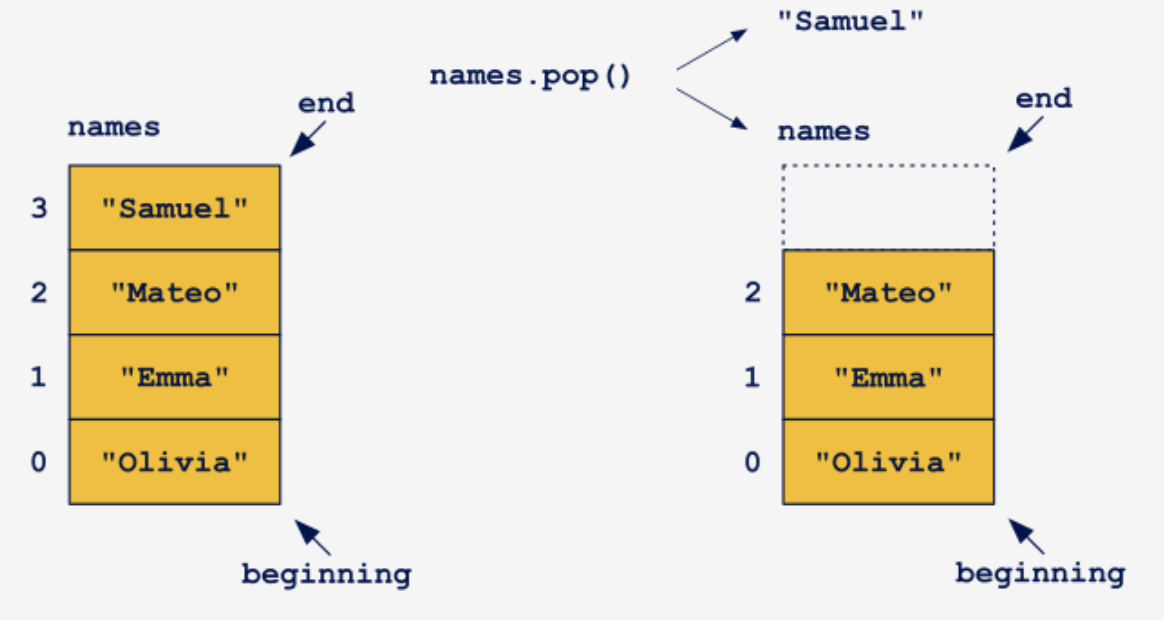 names
end
3 "Samuel"
2 "Mateo"
1 "Emma"
0 "Olivia"
beginning
names.pop()
"Samuel"
names
end
2 "Mateo"
1 "Emma"
0 "Olivia"
beginning